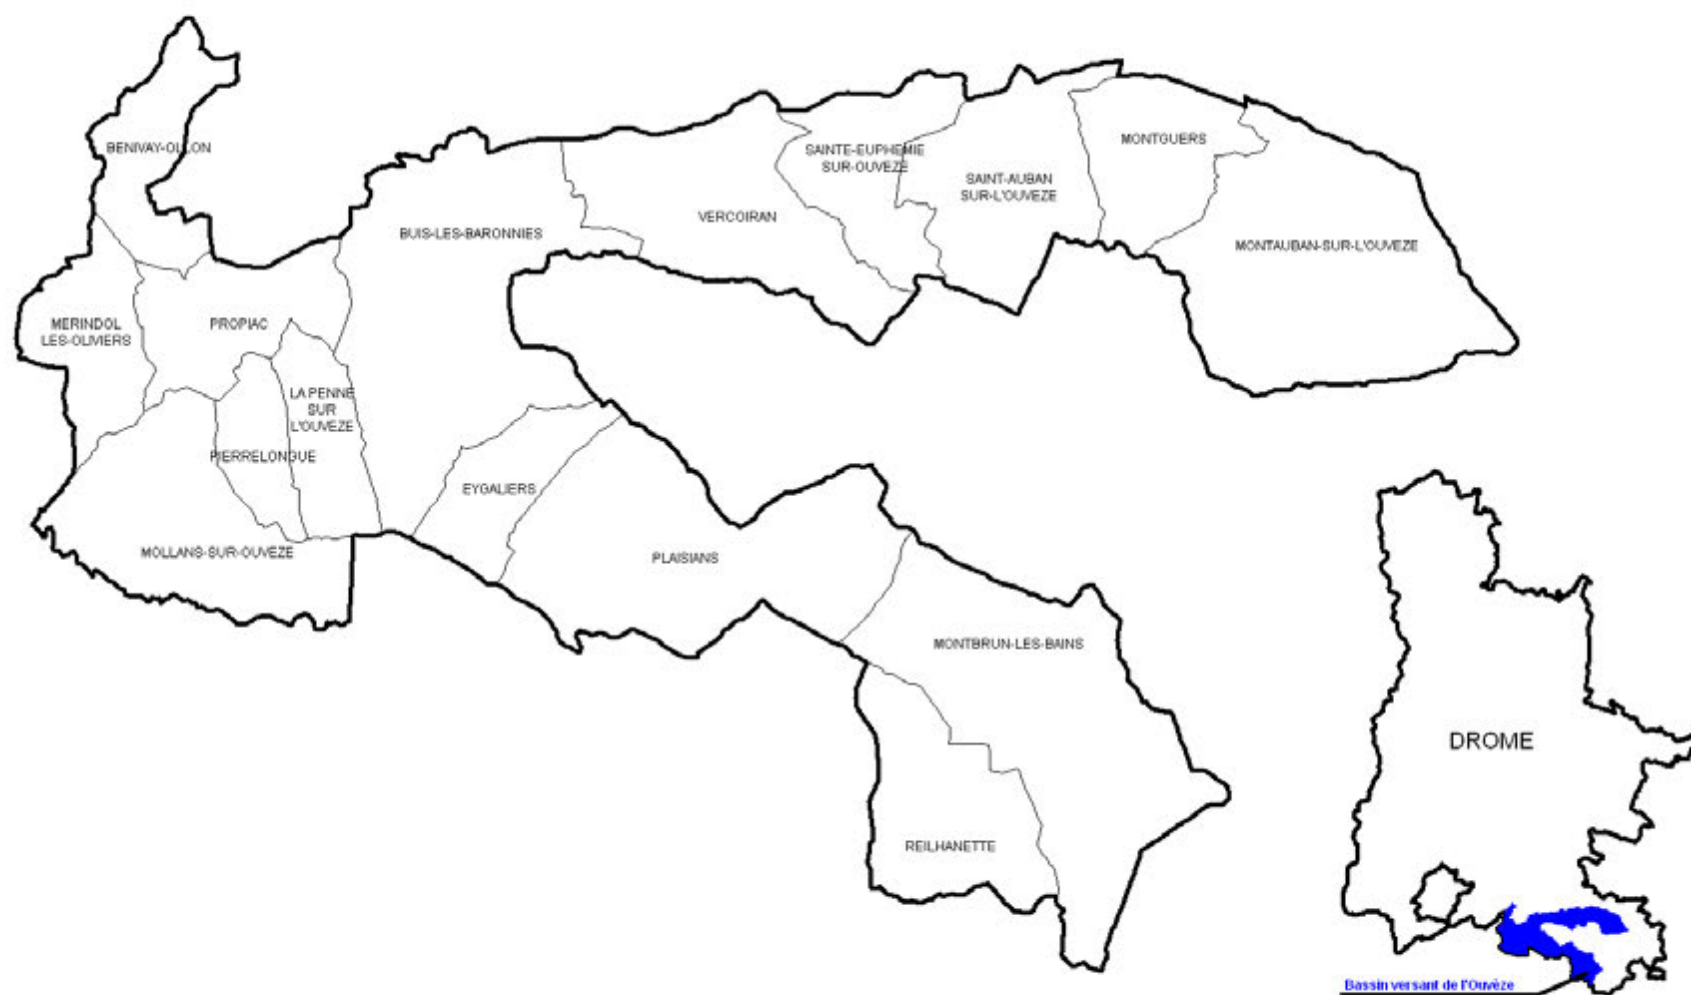 BENIVAY-OLLON
MONTGUERS
SAINTE-EUPHEMIE
SUR-OUVEZE
SAINT-AUBAN
SUR-L'OUVEZE
VERCOIRAN
BUIS-LES-BARONNIES
MONTAUBAN-SUR-L'OUVEZE
MERINDOL
LES-OLIVIERS
PROPIAC
LA PENNE
SUR
L'OUVEZE
PIERRELONGUE
EYGALIERS
MOLLANS-SUR-OUVEZE
PLAISIANS
MONTBRUN-LES-BAINS
REILHANETTE
DROME
Bassin versant de l'Ouvèze